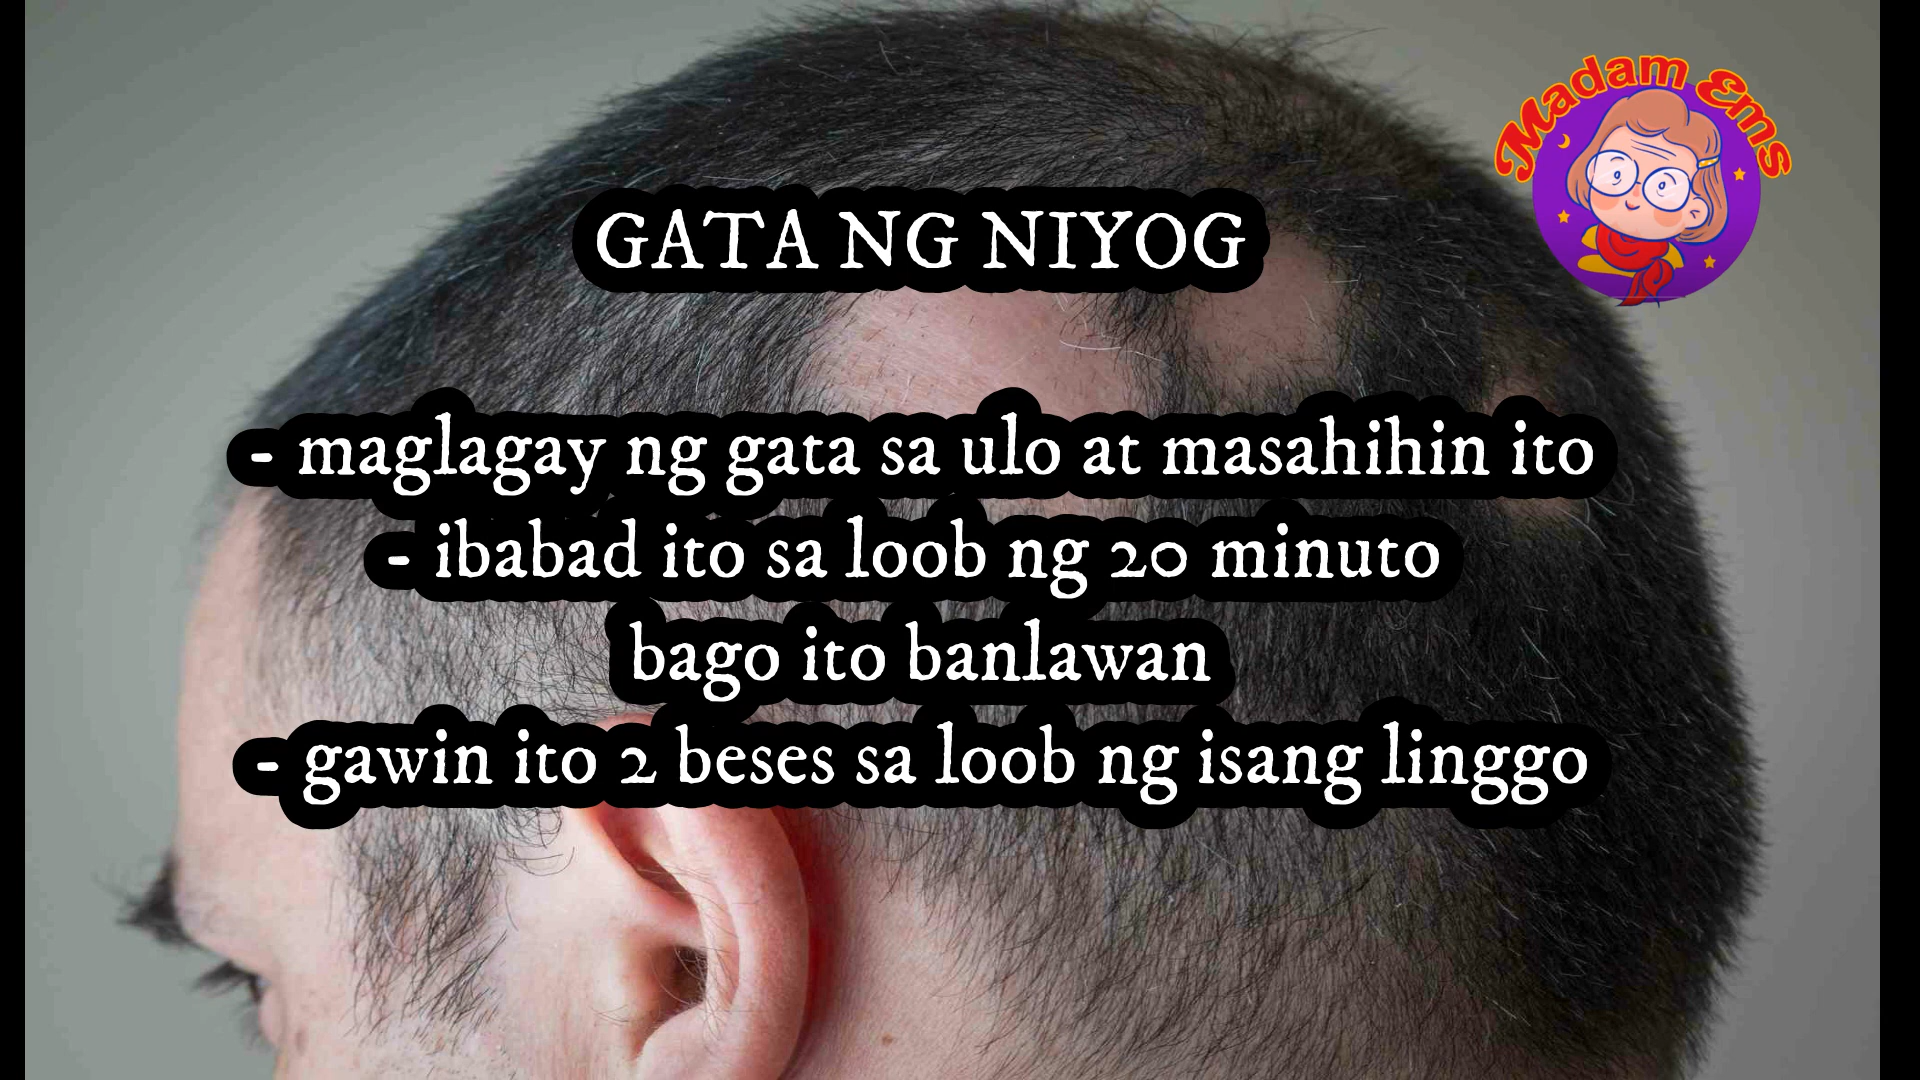 Madam Ems
GATA NG NIYOG
- maglagay ng gata sa ulo at masahihin ito
- ibabad ito sa loob ng 20 minuto
bago ito banlawan
- gawin ito 2 beses sa loob ng isang linggo